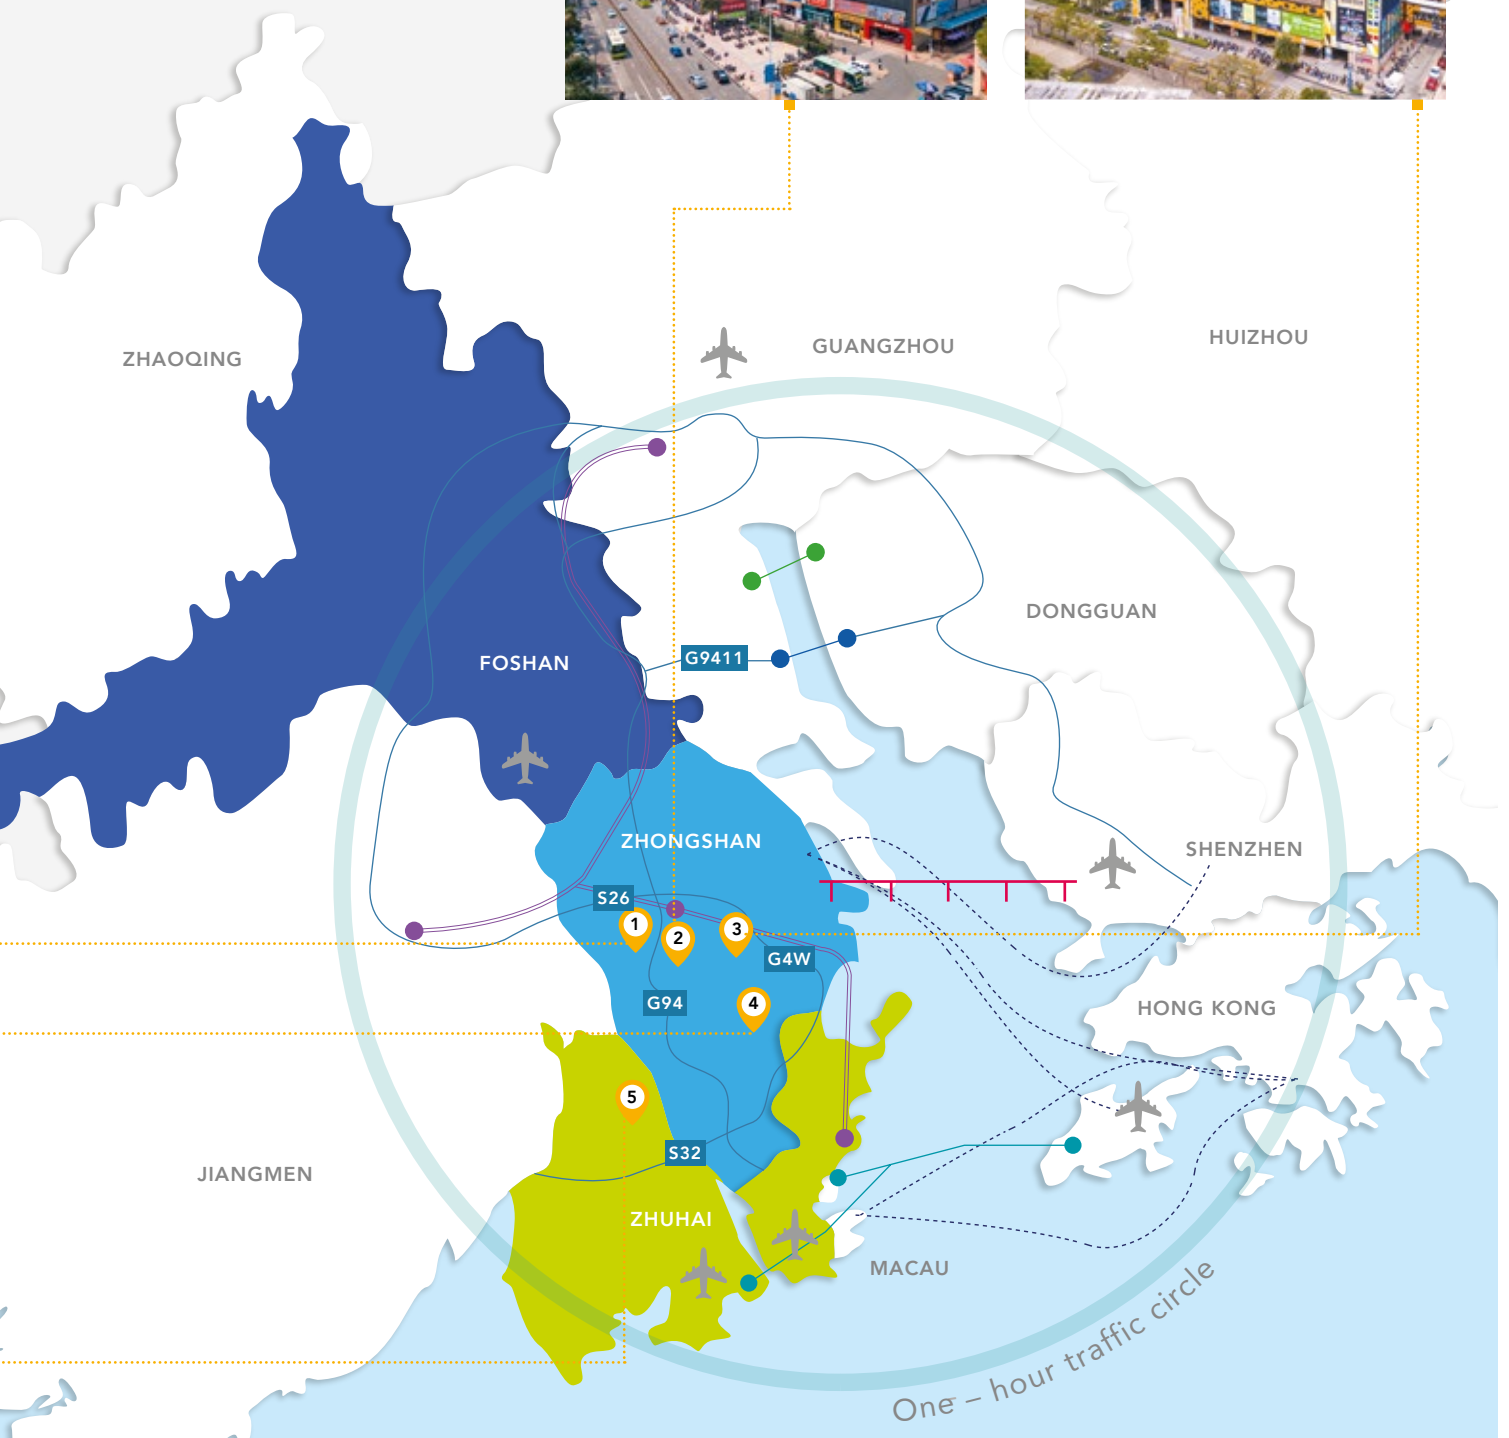 HUIZHOU
GUANGZHOU
ZHAOQING
DONGGUAN
G9411
FOSHAN
ZHONGSHAN
SHENZHEN
S26
1
2
3
G4W
G94
4
HONG KONG
5
S32
JIANGMEN
ZHUHAI
MACAU
One – hour traffic circle